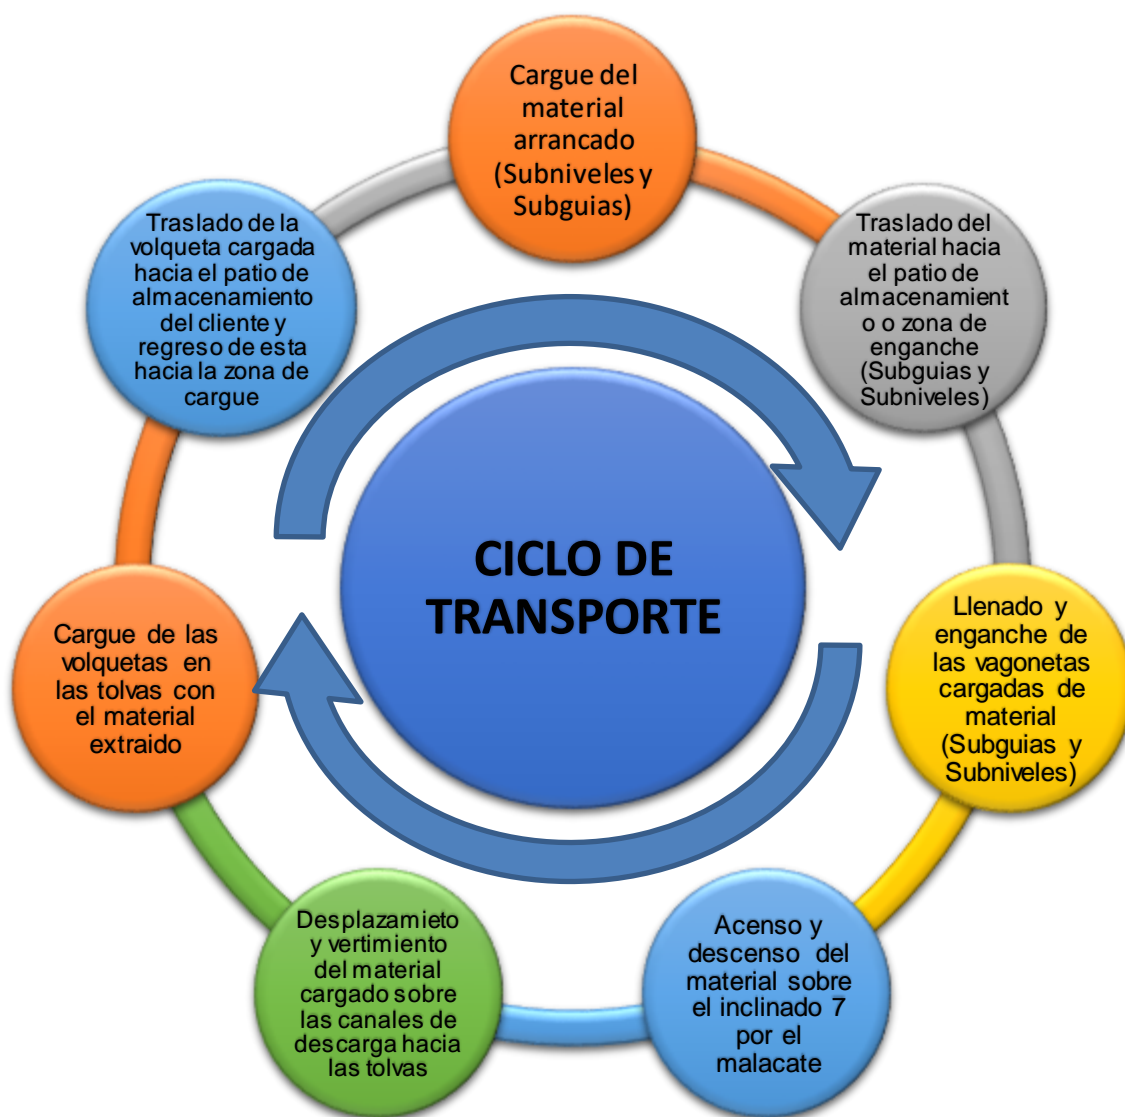 Cargue del
material
arrancado
(Subniveles y
Subguias)
Traslado del
material hacia
el patio de
almacenamient
o o zona de
enganche
(Subguias y
Subniveles)
Llenado y
enganche de
las vagonetas
cargadas de
material
(Subguias y
Subniveles)
Acenso y
descenso del
material sobre
el inclinado 7
por el
malacate
Desplazamieto
y vertimiento
del material
cargado sobre
las canales de
descarga hacia
las tolvas
Cargue de las
volquetas en
las tolvas con
el material
extraido
Traslado de la
volqueta cargada
hacia el patio de
almacenamiento
del cliente y
regreso de esta
hacia la zona de
cargue
CICLO DE
TRANSPORTE